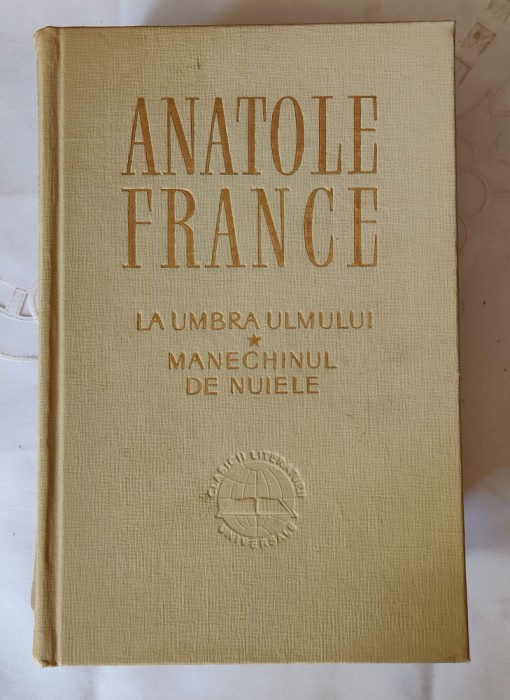 ANATOLE
FRANCE
LA UMBRA ULMULUI
★
MANECHINUL
DE NUIELE
CLASICII LITERATURII
UNIVERSALE